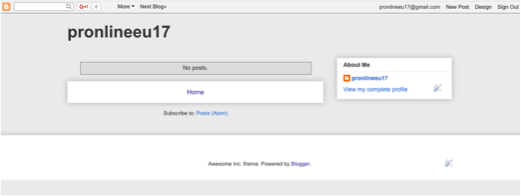 G+1 0 More Next Blog» pronlineeu17@gmail.com New Post Design Sign Out
pronlineeu17
No posts.
Home
Subscribe to: Posts (Atom)
About Me
pronlineeu17
View my complete profile
Awesome Inc. theme. Powered by Blogger.